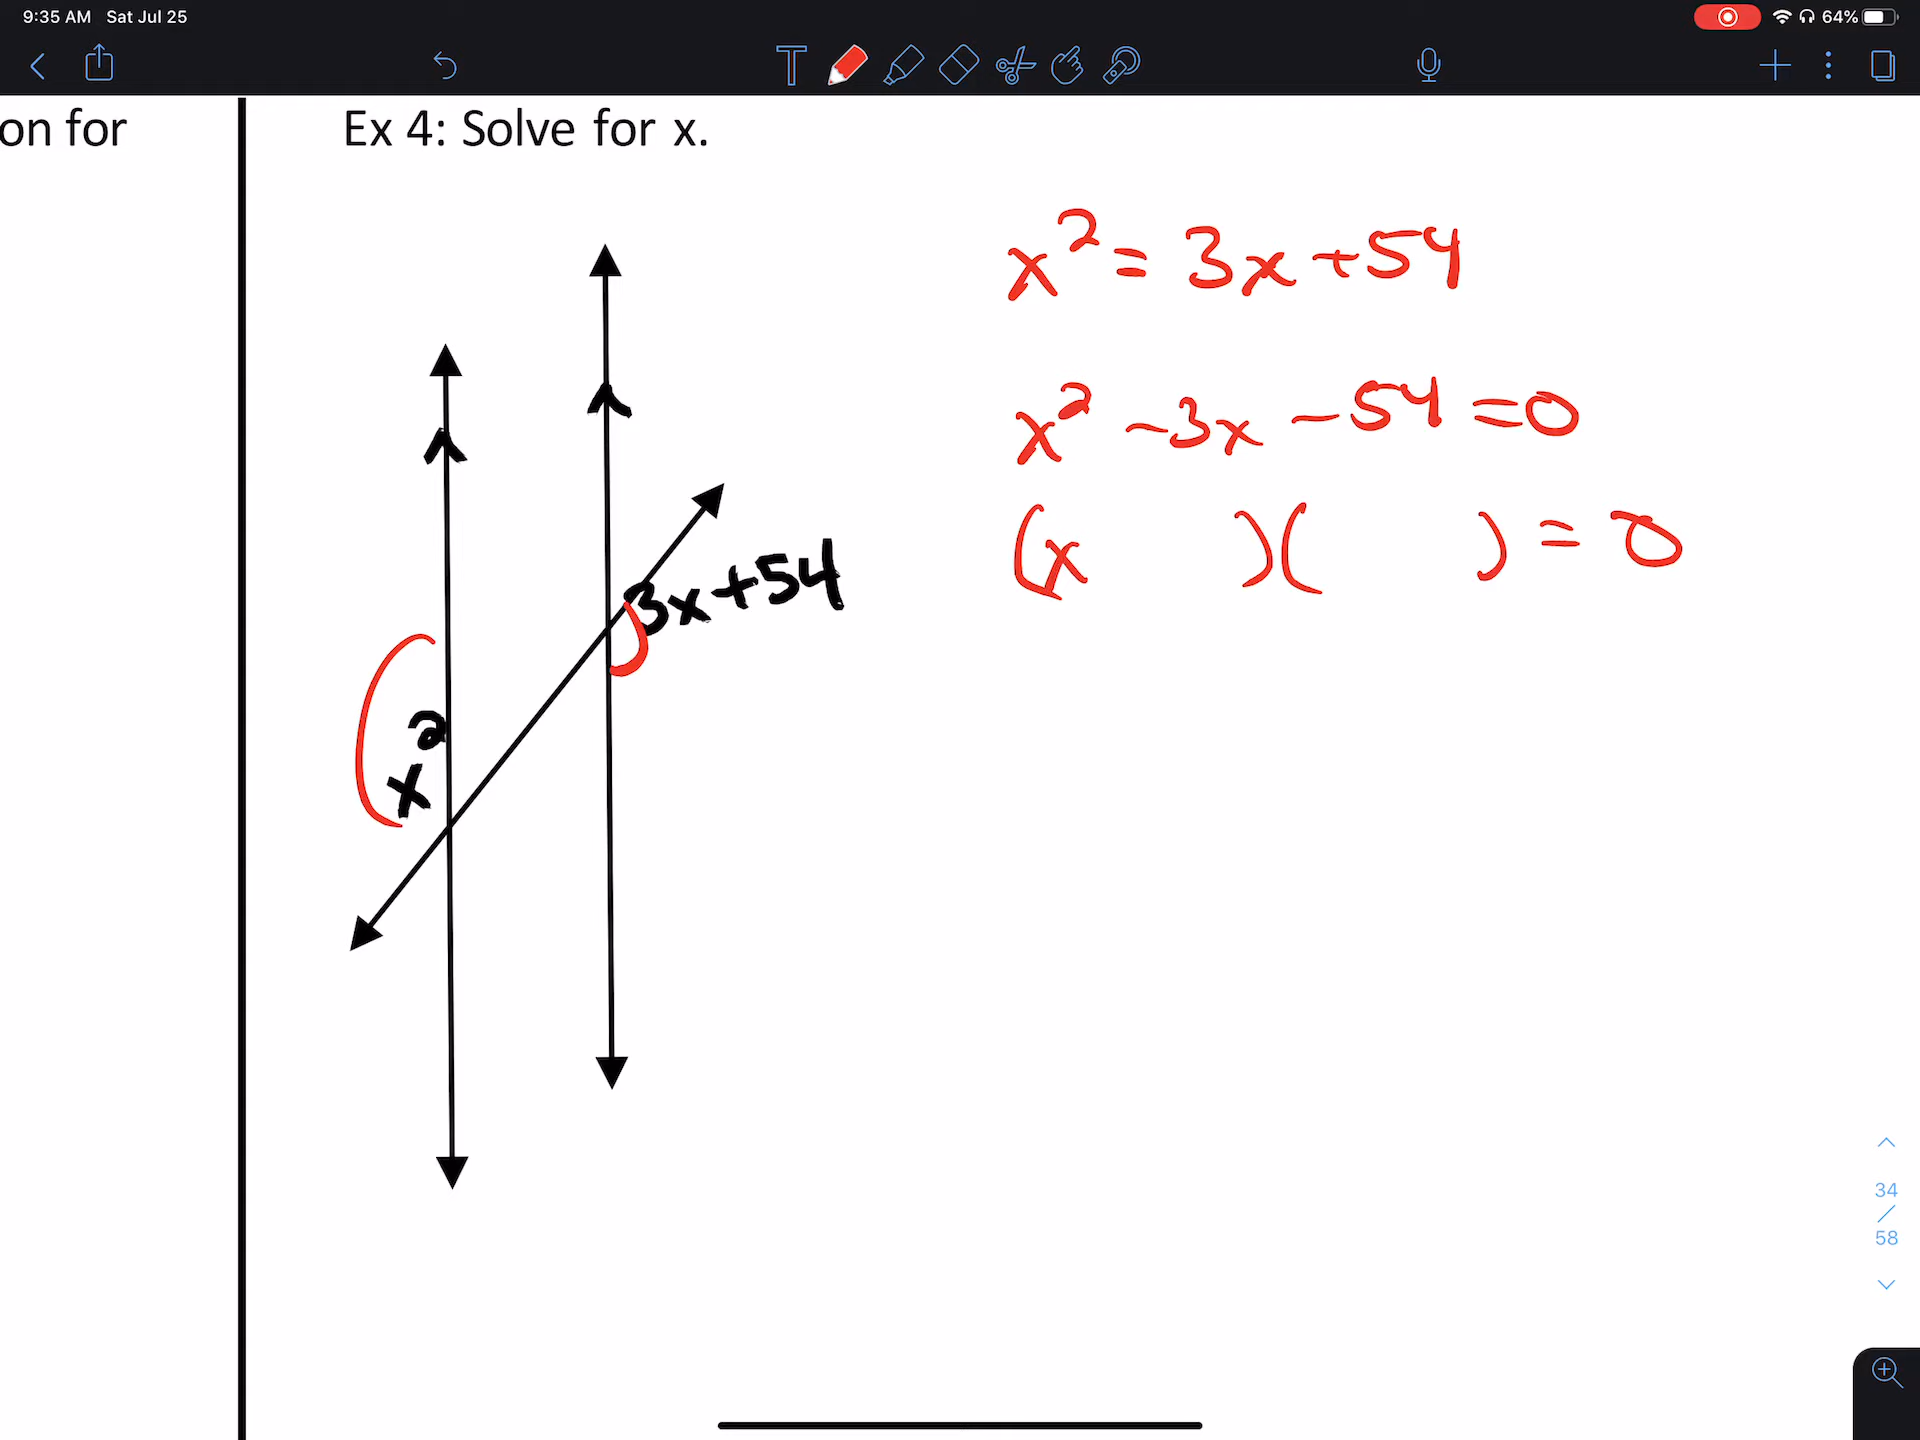 9:35 AM Sat Jul 25
64%
T
on for
Ex 4: Solve for x.
x² = 3x + 54
x² - 3x - 54 = 0
(x )( ) = 0
3x + 54
x²
34
/
58